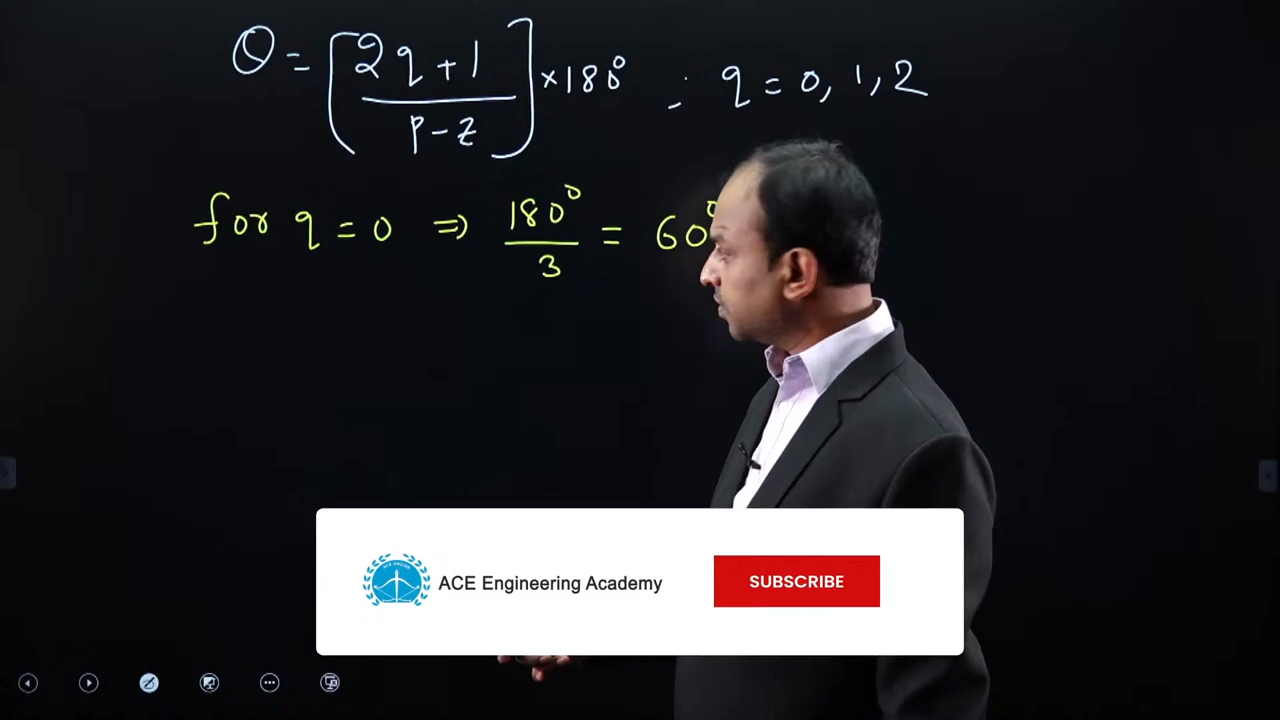 θ = [2q+1 / P-Z] × 180° ∴ q = 0, 1, 2
for q = 0 ⇒ 180° / 3 = 60°
ACE Engineering Academy
SUBSCRIBE